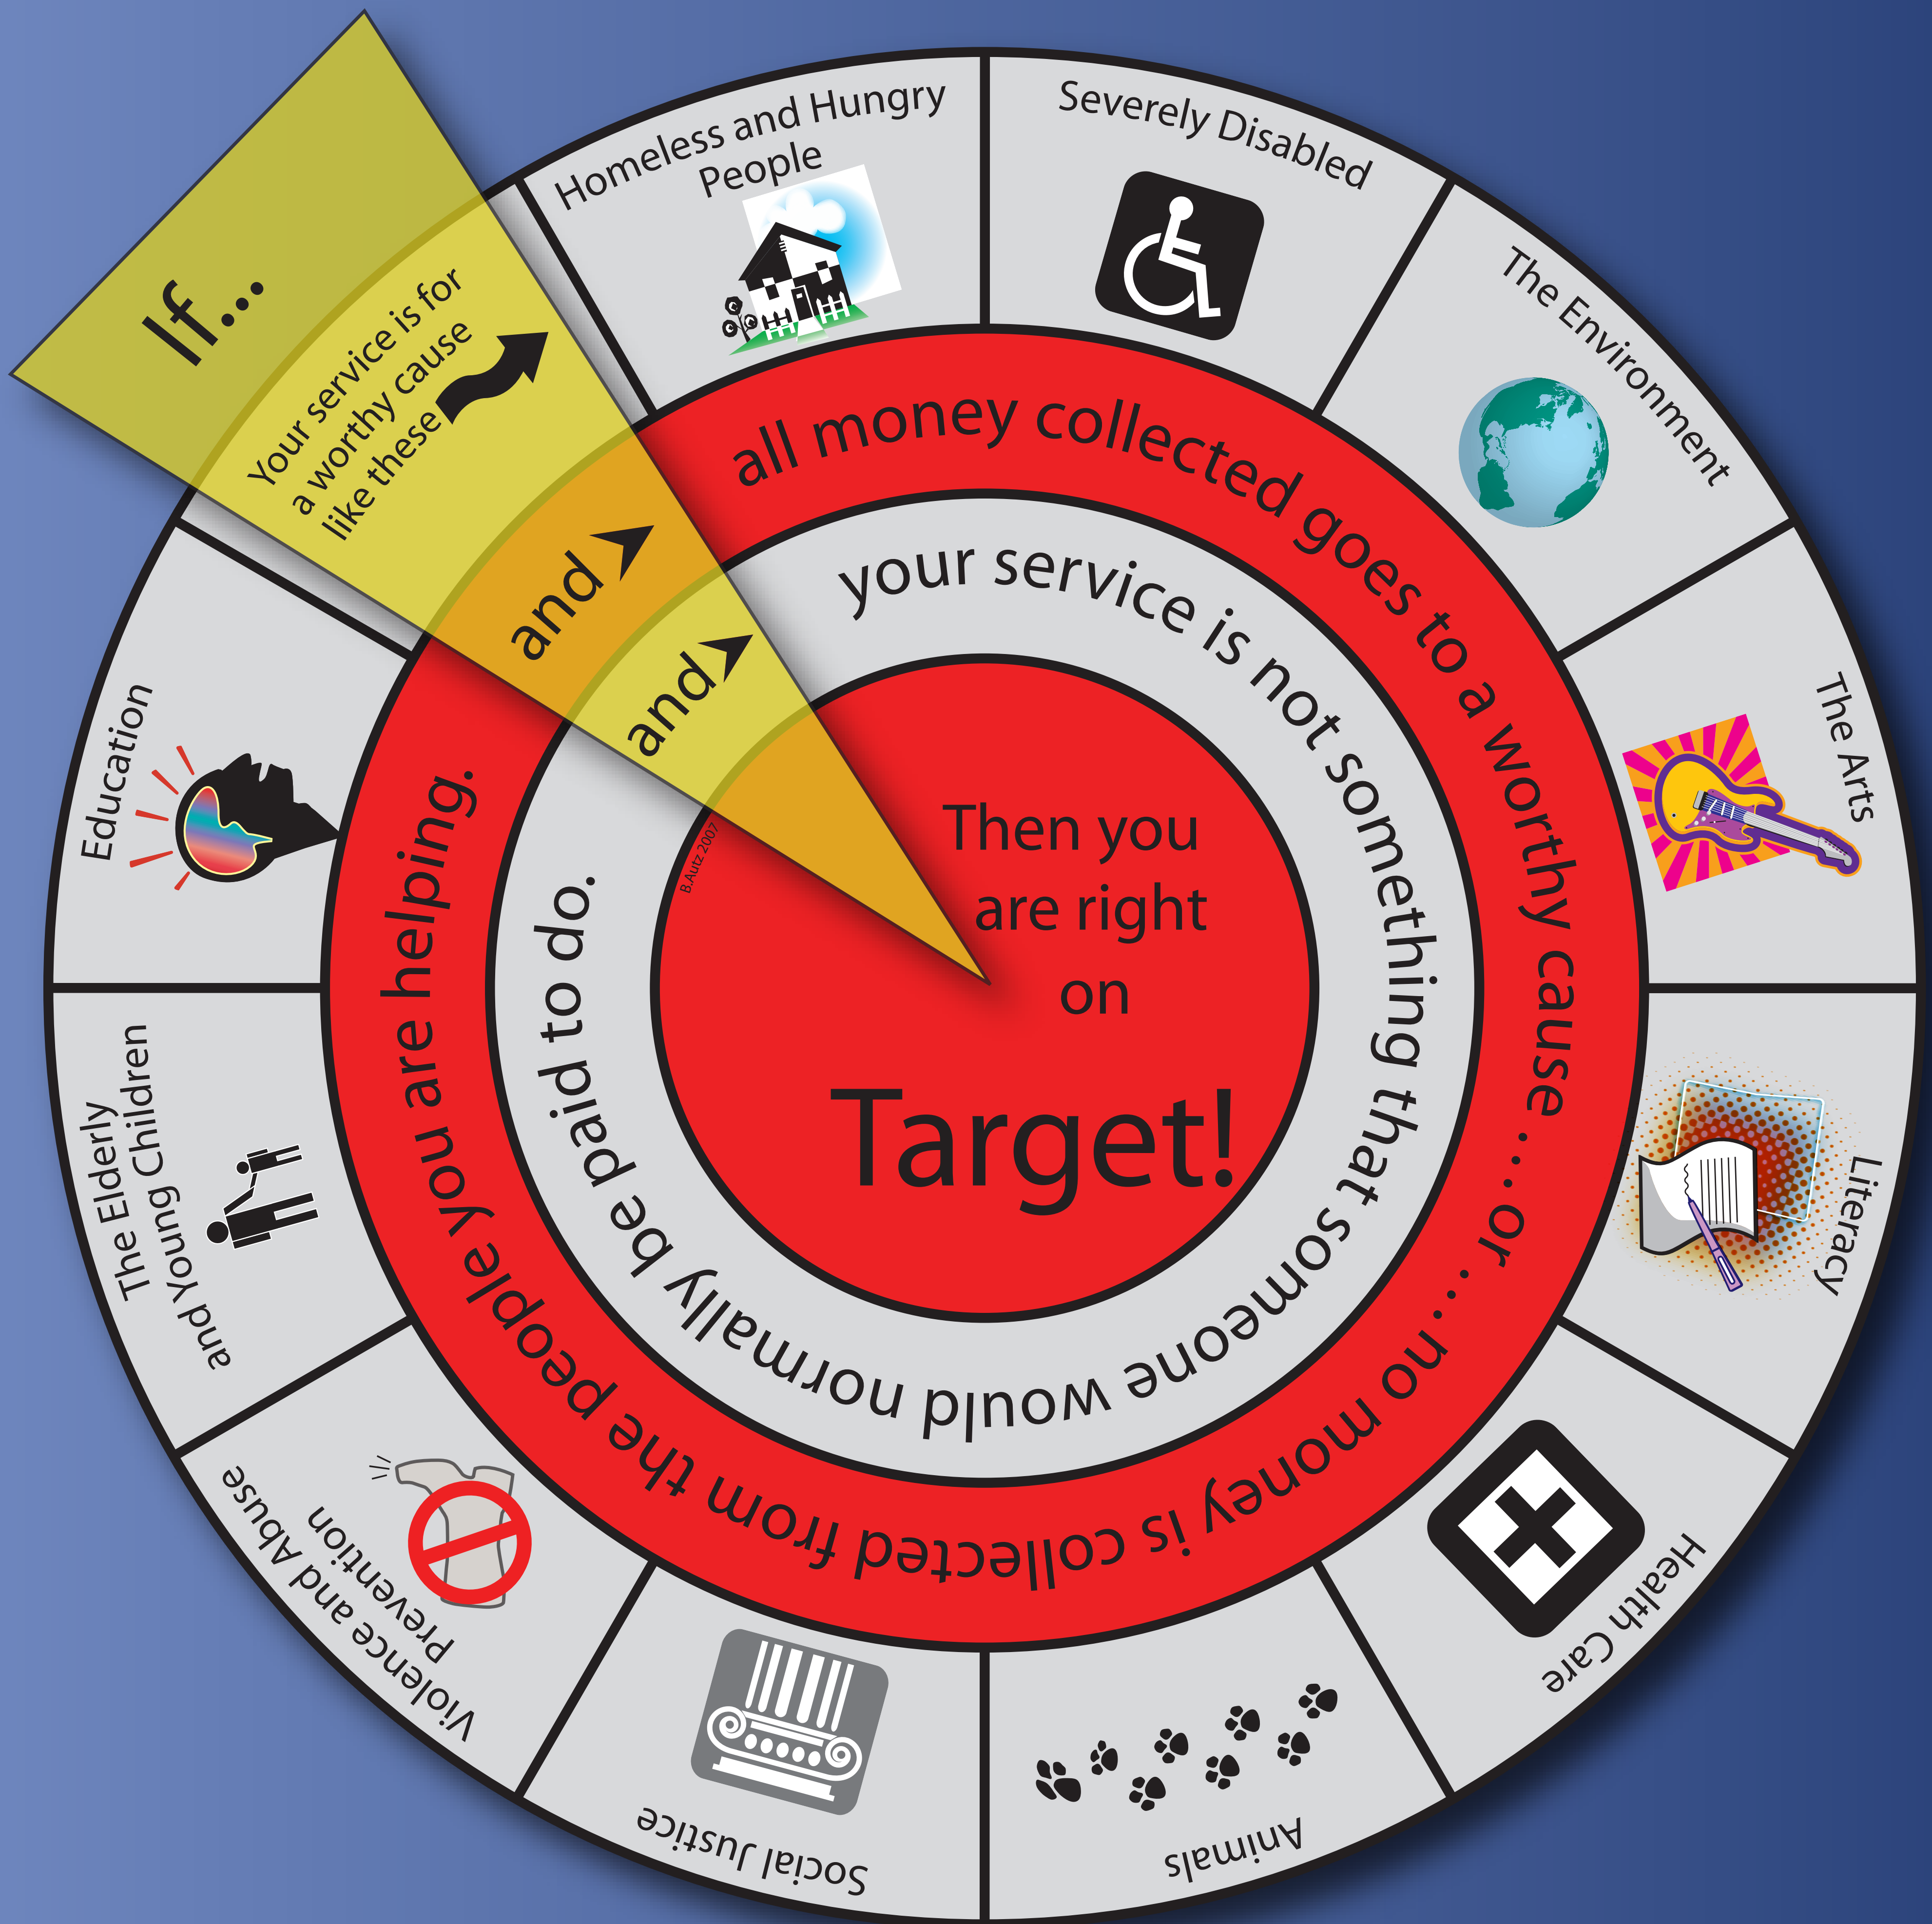 If...
Your service is for
a worthy cause
like these
Homeless and Hungry
People
Severely Disabled
The Environment
The Arts
Literacy
Health Care
Animals
Social Justice
Violence and Abuse
Prevention
The Elderly
and Young Children
Education
and
all money collected goes to a worthy cause ....or ....no money is collected from the people you are helping.
and
your service is not something that someone would normally be paid to do.
Then you
are right
on
Target!
B.Autz 2007